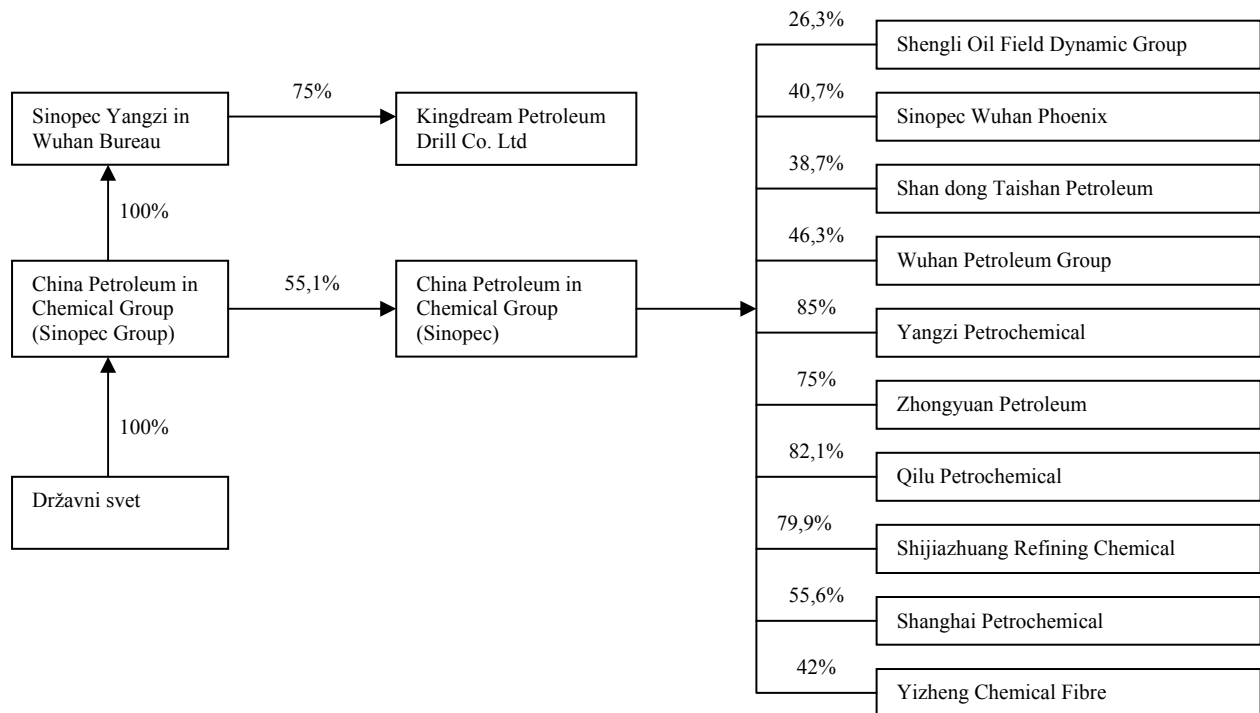 26,3%
Shengli Oil Field Dynamic Group
Sinopec Yangzi in
Wuhan Bureau
75%
Kingdream Petroleum
Drill Co. Ltd
40,7%
Sinopec Wuhan Phoenix
38,7%
Shan dong Taishan Petroleum
100%
46,3%
Wuhan Petroleum Group
China Petroleum in
Chemical Group
(Sinopec Group)
55,1%
China Petroleum in
Chemical Group
(Sinopec)
85%
Yangzi Petrochemical
75%
Zhongyuan Petroleum
100%
82,1%
Qilu Petrochemical
Državni svet
79,9%
Shijiazhuang Refining Chemical
55,6%
Shanghai Petrochemical
42%
Yizheng Chemical Fibre